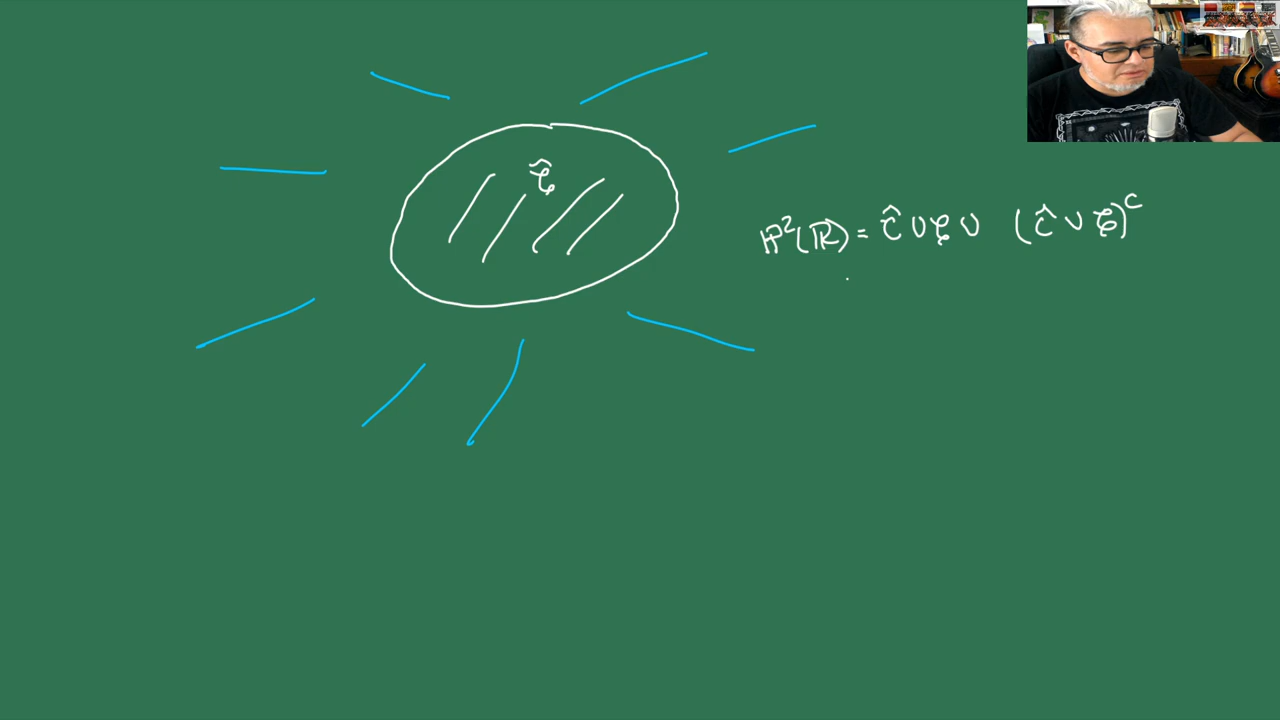 Ĉ
P²(ℝ) = Ĉ ∪ C ∪ (Ĉ ∪ C)ᶜ